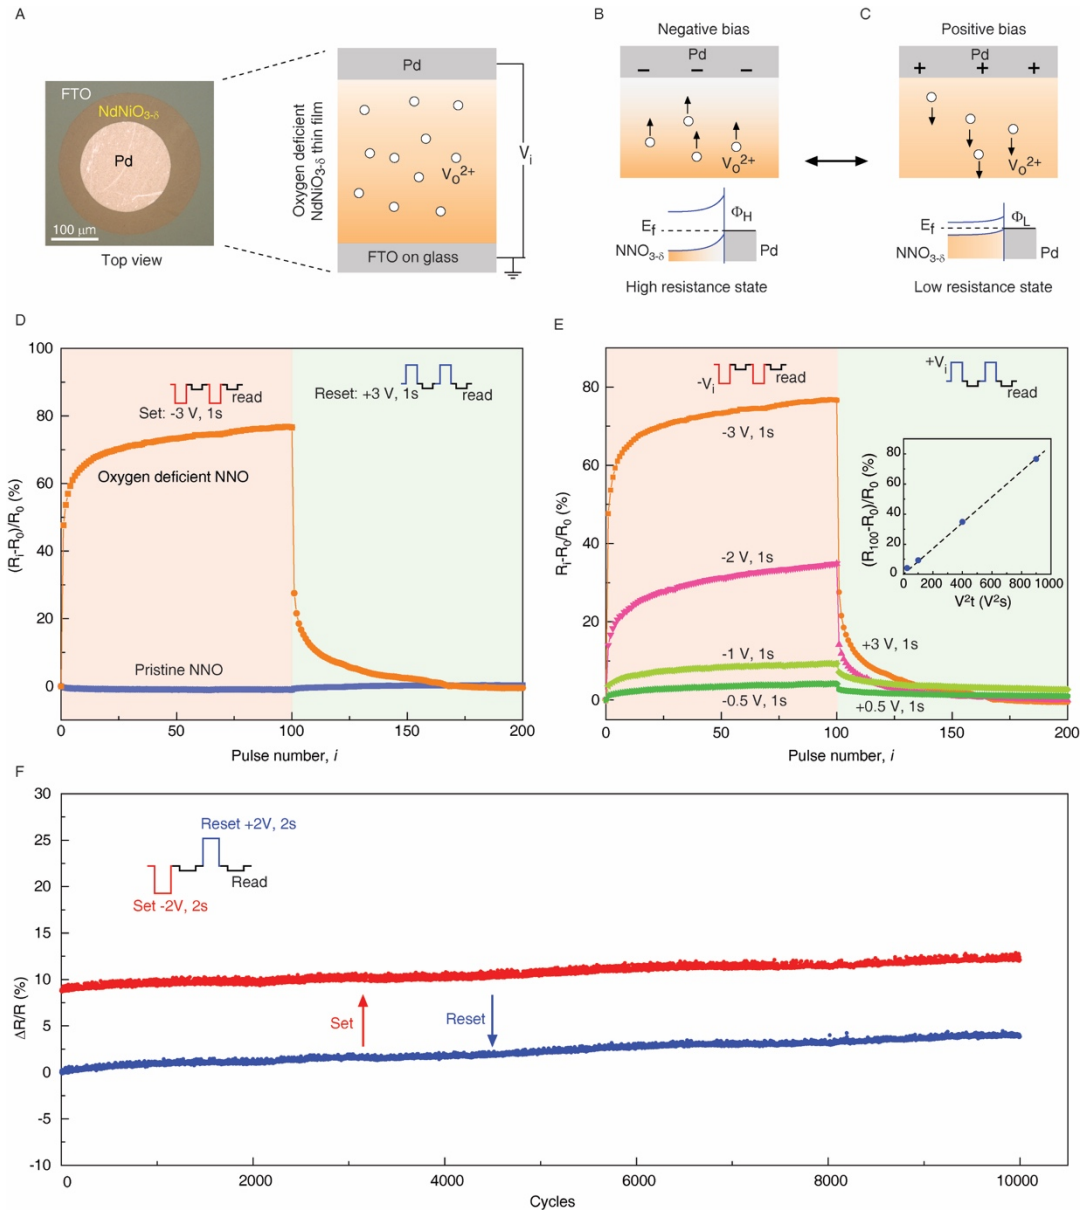 A
FTO
NdNiO3-δ
Pd
100 μm
Top view
Oxygen deficient
NdNiO3-δ thin film
Pd
VO2+
FTO on glass
Vi
B
Negative bias
Pd
− − −
VO2+
Ef
ΦH
NNO3-δ
Pd
High resistance state
C
Positive bias
Pd
+ + +
VO2+
Ef
ΦL
NNO3-δ
Pd
Low resistance state
D
(Ri-R0)/R0 (%)
100
80
60
40
20
0
read
Set: -3 V, 1s
Reset: +3 V, 1s
read
Oxygen deficient NNO
Pristine NNO
0 50 100 150 200
Pulse number, i
E
Ri-R0/R0 (%)
80
60
40
20
0
-Vi
read
+Vi
read
-3 V, 1s
-2 V, 1s
-1 V, 1s
-0.5 V, 1s
+3 V, 1s
+0.5 V, 1s
(R100-R0)/R0 (%)
80
60
40
20
0
0 200 400 600 800 1000
V2t (V2s)
0 50 100 150 200
Pulse number, i
F
ΔR/R (%)
30
25
20
15
10
5
0
-5
-10
Reset +2V, 2s
Read
Set -2V, 2s
Set
Reset
0 2000 4000 6000 8000 10000
Cycles